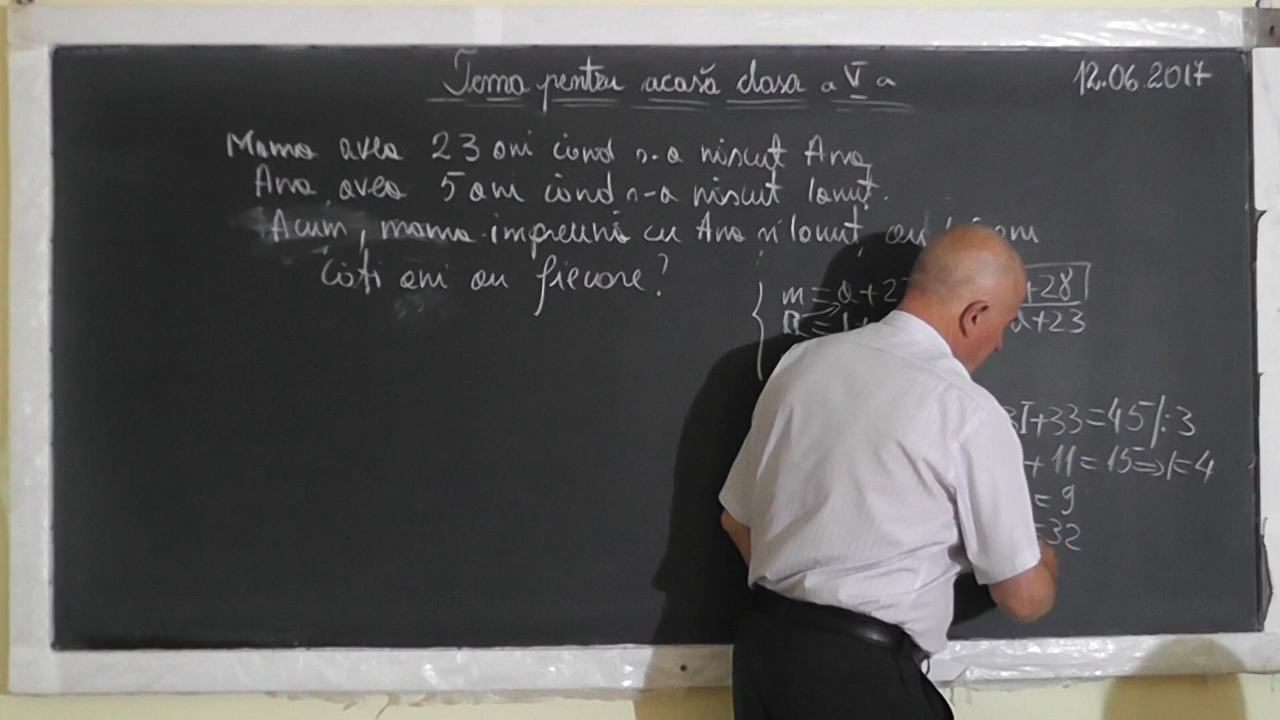 Tema pentru acasă clasa a V a
12.06.2017
Mama avea 23 ani când s-a născut Ana,
Ana avea 5 ani când s-a născut Ionuț.
Acum, mama împreună cu Ana și Ionuț au ani
Câți ani au fiecare?
m = a + 2
+28
a+23
3I+33=45/:3
+11=15=>I=4
=9
=32